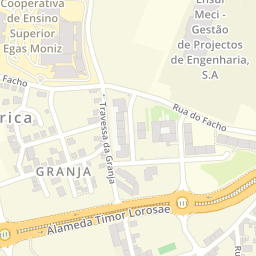 Cooperativa
de Ensino
Superior
Egas Moniz
Ensul
Meci -
Gestão
de Projectos
de Engenharia,
S.A
Facho
Rua do Facho
Travessa da Granja
rica
GRANJA
Alameda Timor Lorosae
Ru